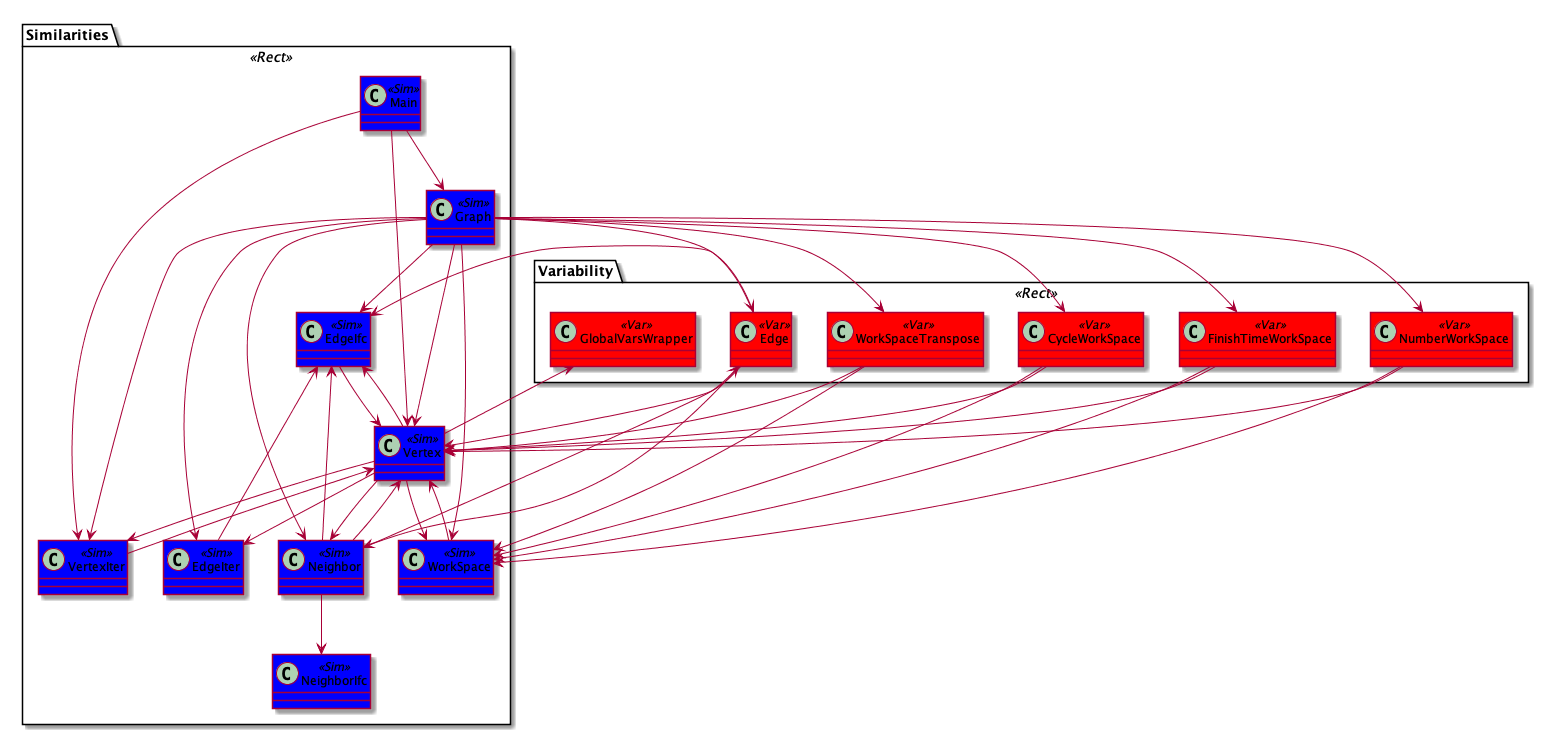 Similarities
«Rect»
C «Sim»
Main
C «Sim»
Graph
Variability
«Rect»
C «Sim»
EdgeIfc
C «Var»
GlobalVarsWrapper
C «Var»
Edge
C «Var»
WorkSpaceTranspose
C «Var»
CycleWorkSpace
C «Var»
FinishTimeWorkSpace
C «Var»
NumberWorkSpace
C «Sim»
Vertex
C «Sim»
VertexIter
C «Sim»
EdgeIter
C «Sim»
Neighbor
C «Sim»
WorkSpace
C «Sim»
NeighborIfc